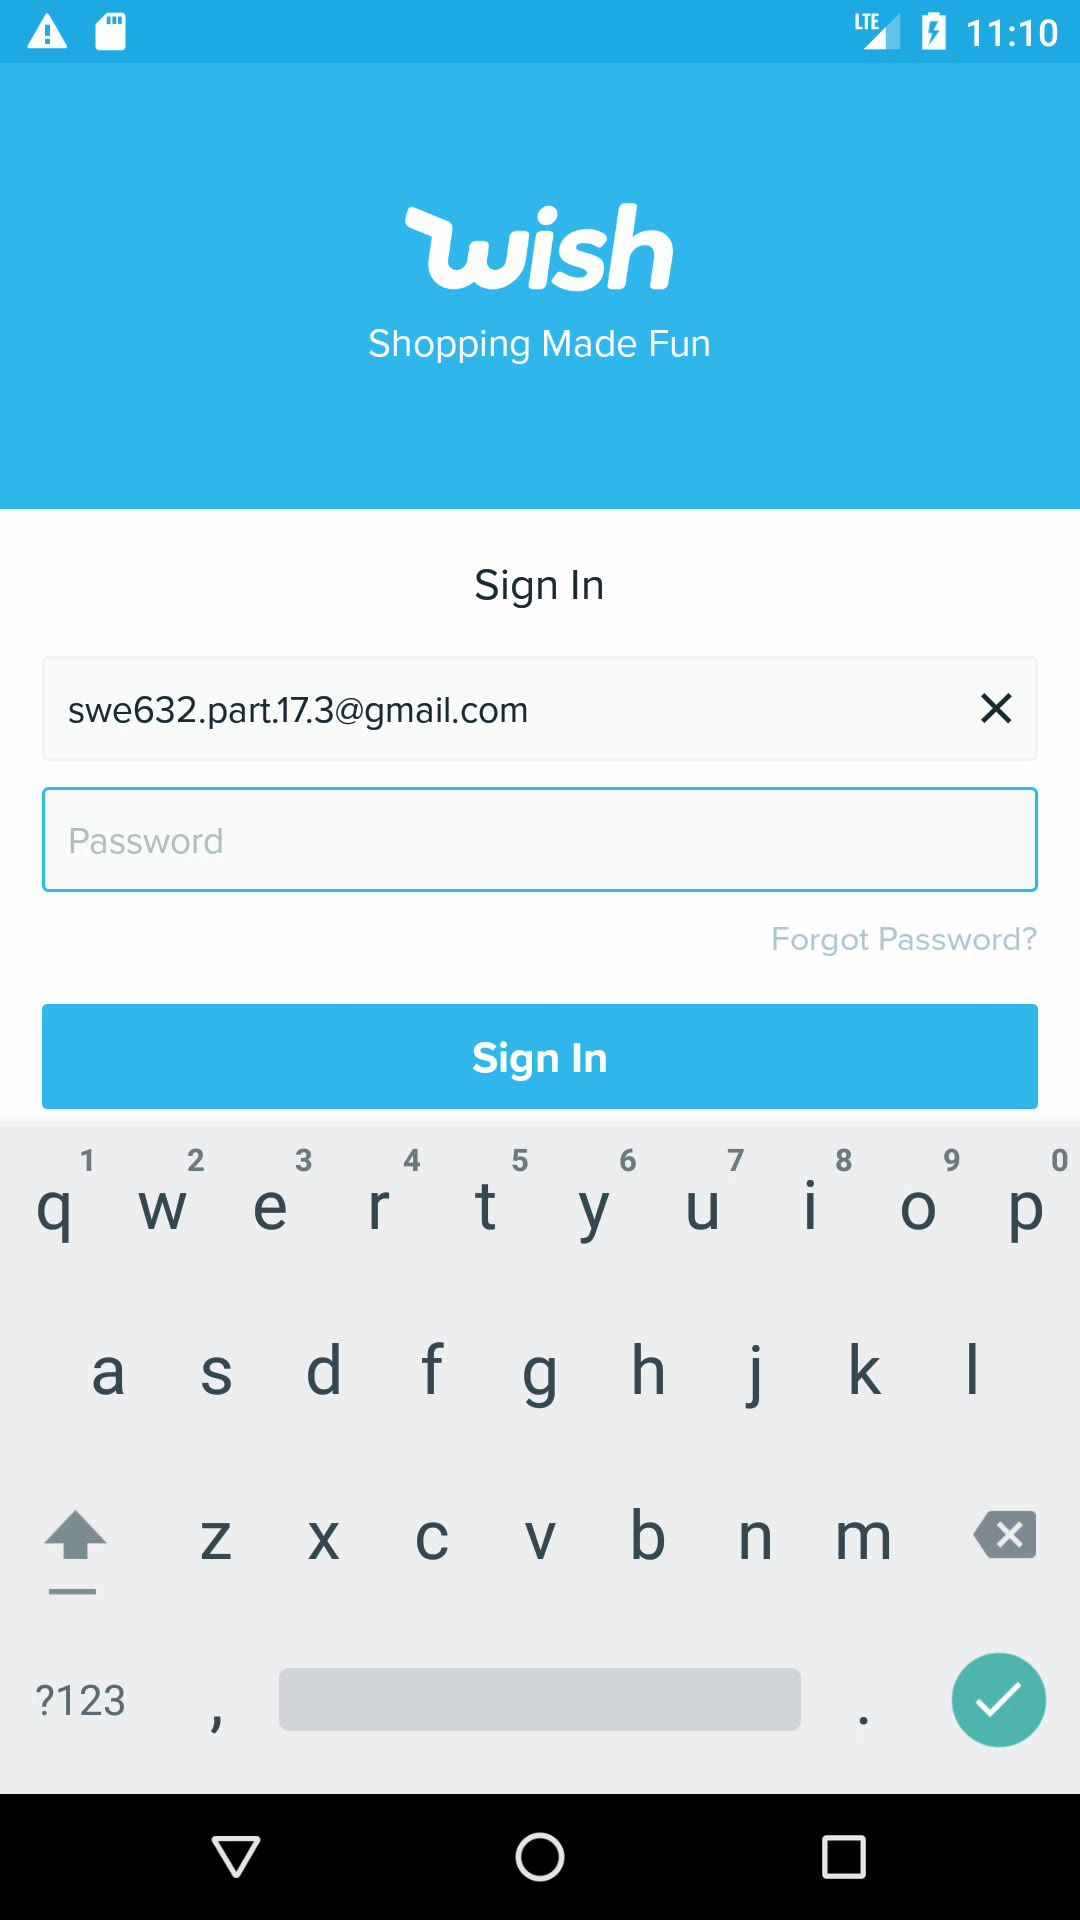 LTE 11:10
wish
Shopping Made Fun
Sign In
swe632.part.17.3@gmail.com
Password
Forgot Password?
Sign In
1 2 3 4 5 6 7 8 9 0
q w e r t y u i o p
a s d f g h j k l
z x c v b n m
?123 , .